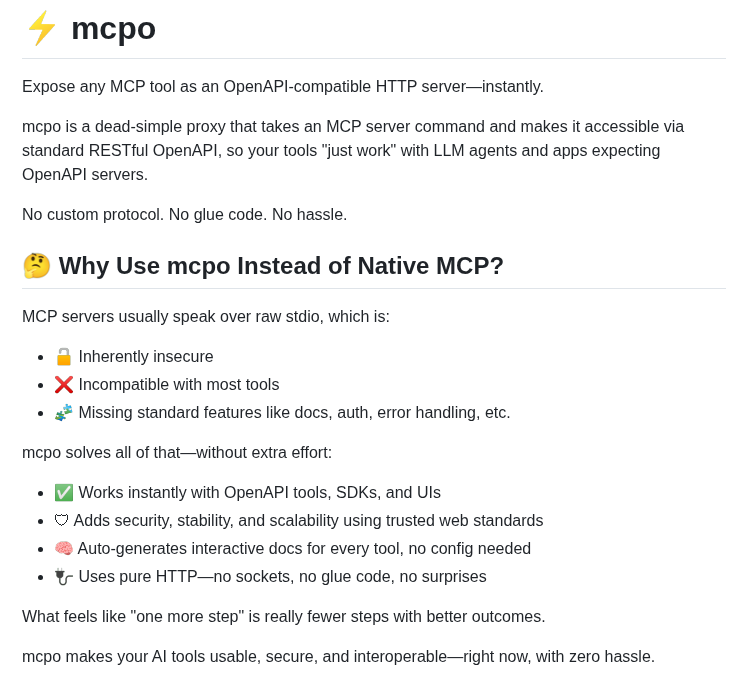 ⚡ mcpo
Expose any MCP tool as an OpenAPI-compatible HTTP server—instantly.
mcpo is a dead-simple proxy that takes an MCP server command and makes it accessible via
standard RESTful OpenAPI, so your tools "just work" with LLM agents and apps expecting
OpenAPI servers.
No custom protocol. No glue code. No hassle.
🤔 Why Use mcpo Instead of Native MCP?
MCP servers usually speak over raw stdio, which is:
• 🔓 Inherently insecure
• ❌ Incompatible with most tools
• 🧩 Missing standard features like docs, auth, error handling, etc.
mcpo solves all of that—without extra effort:
• ✅ Works instantly with OpenAPI tools, SDKs, and UIs
• 🛡 Adds security, stability, and scalability using trusted web standards
• 🧠 Auto-generates interactive docs for every tool, no config needed
• 🔌 Uses pure HTTP—no sockets, no glue code, no surprises
What feels like "one more step" is really fewer steps with better outcomes.
mcpo makes your AI tools usable, secure, and interoperable—right now, with zero hassle.